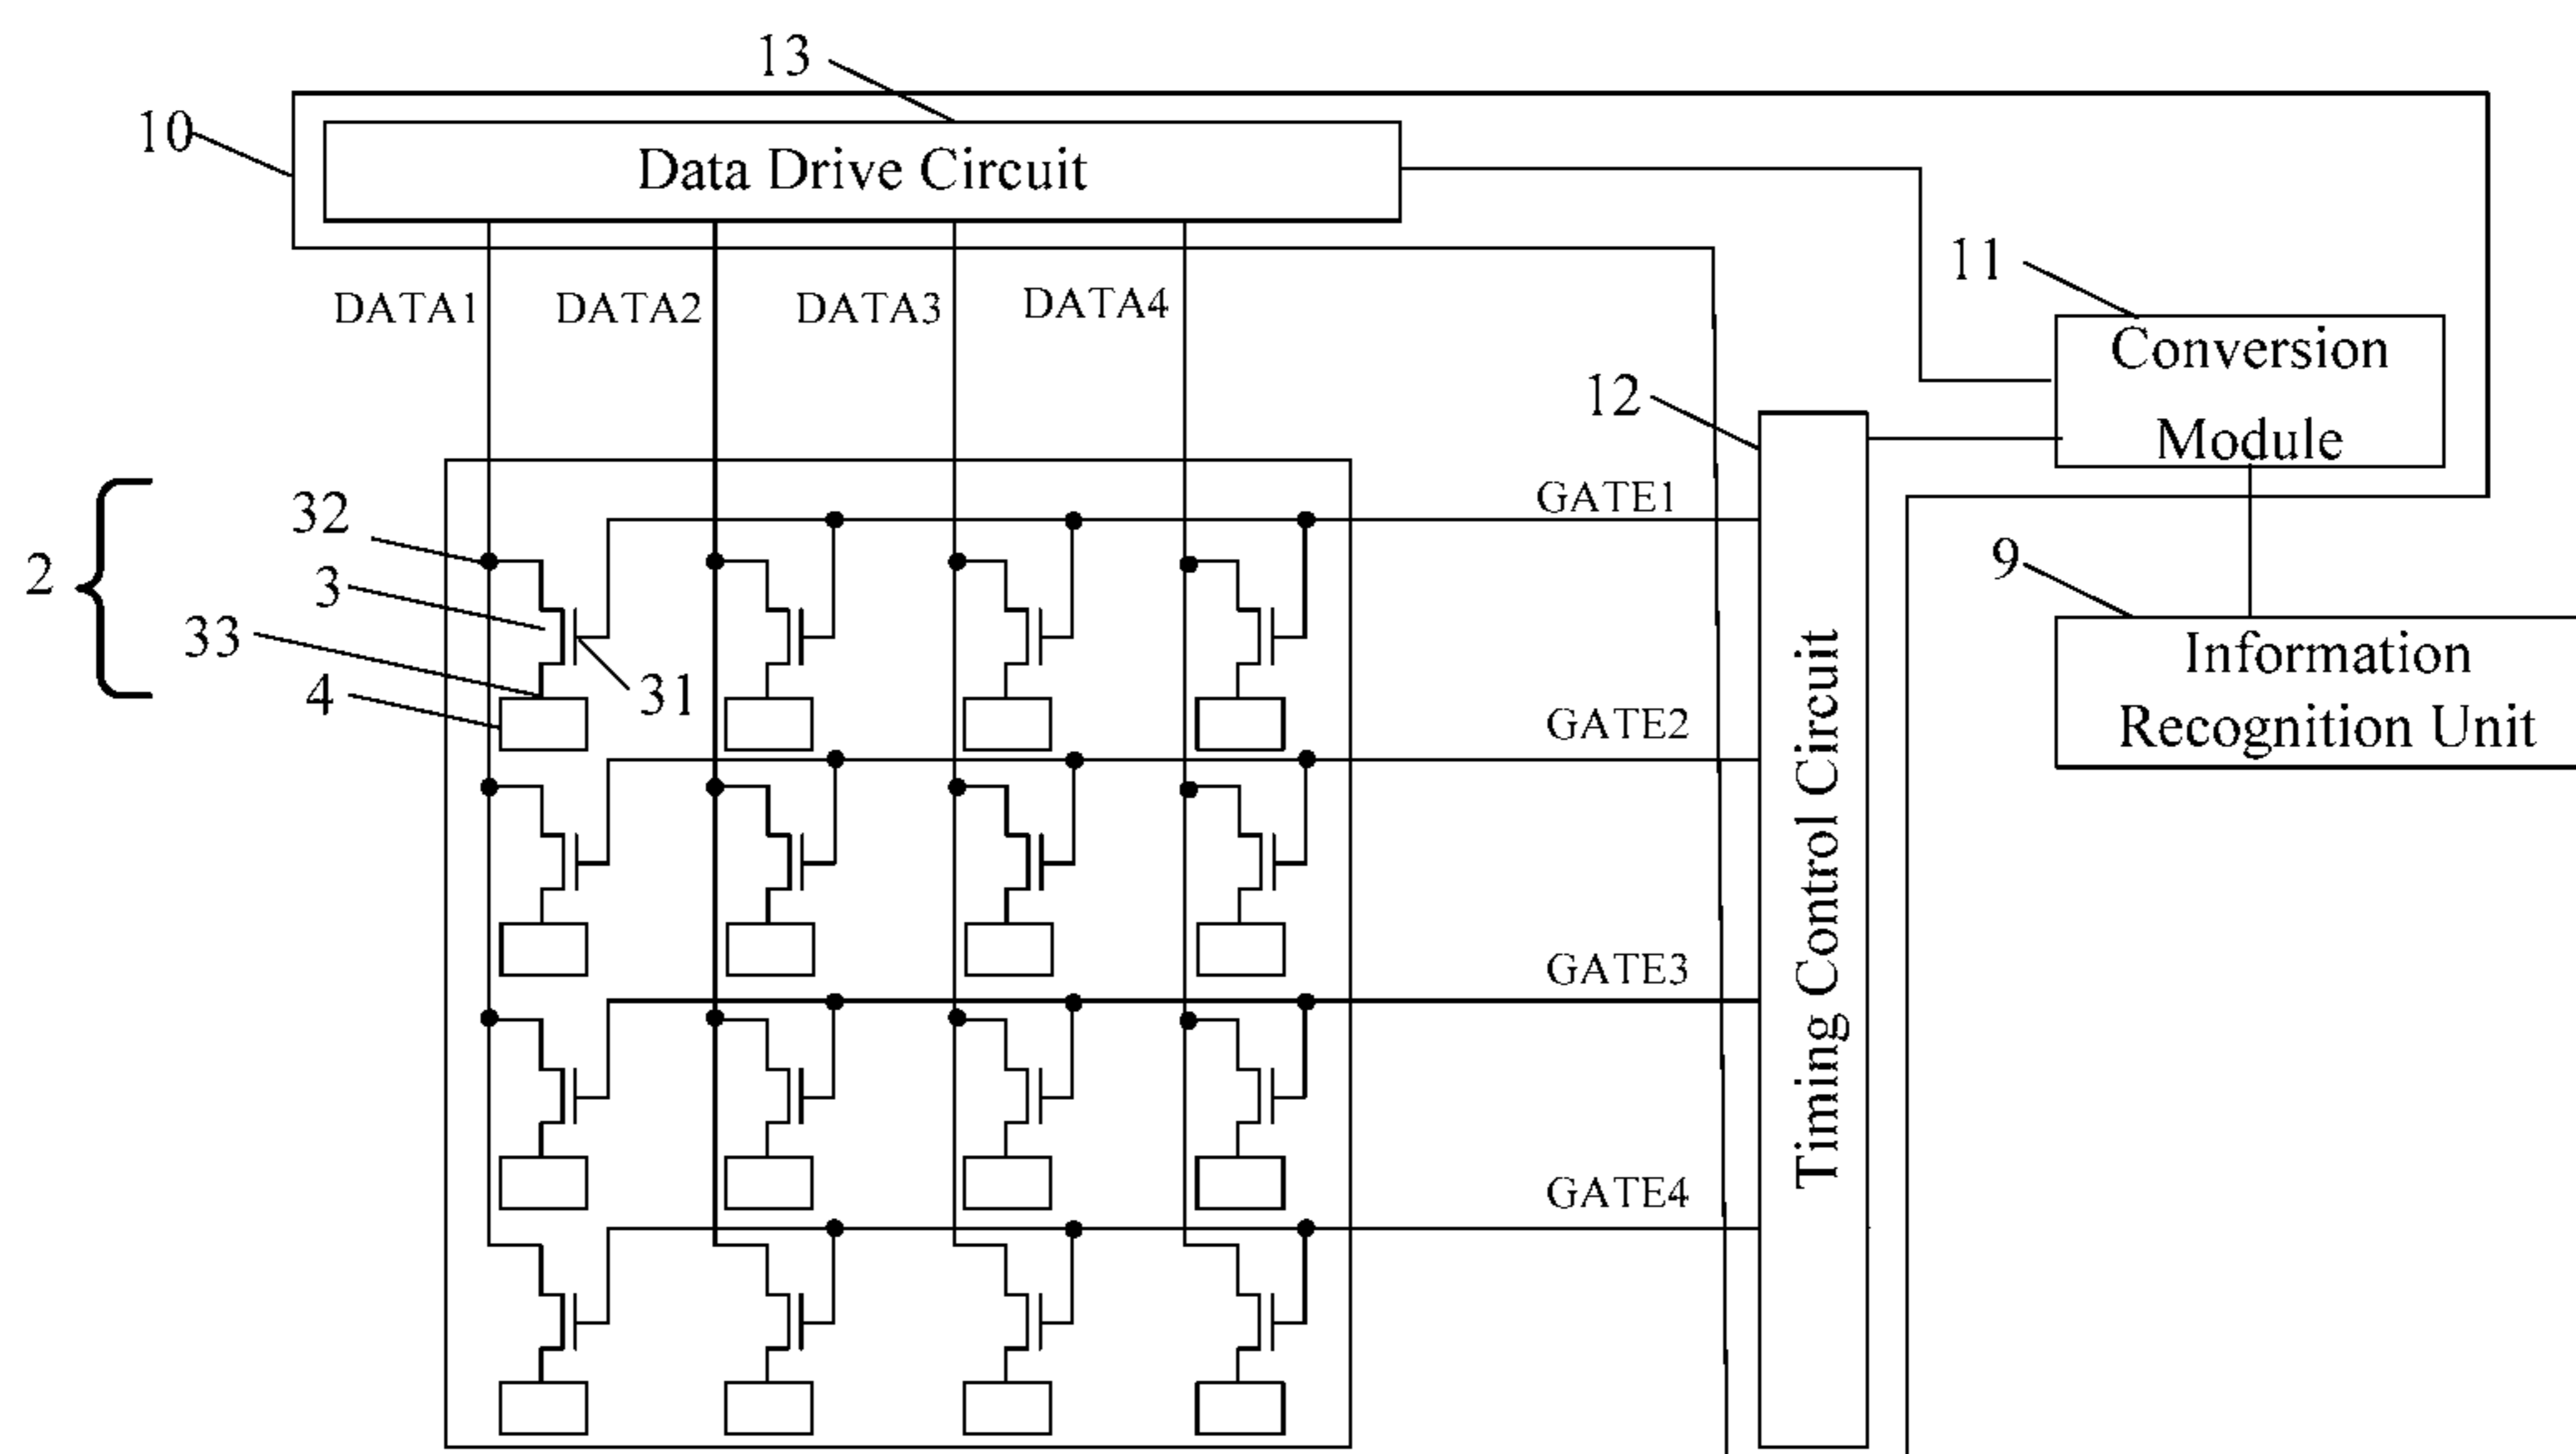 13
10
Data Drive Circuit
11
DATA1
DATA2
DATA3
DATA4
Conversion
Module
12
GATE1
32
2
3
33
4
31
9
Information
Recognition Unit
GATE2
Timing Control Circuit
GATE3
GATE4